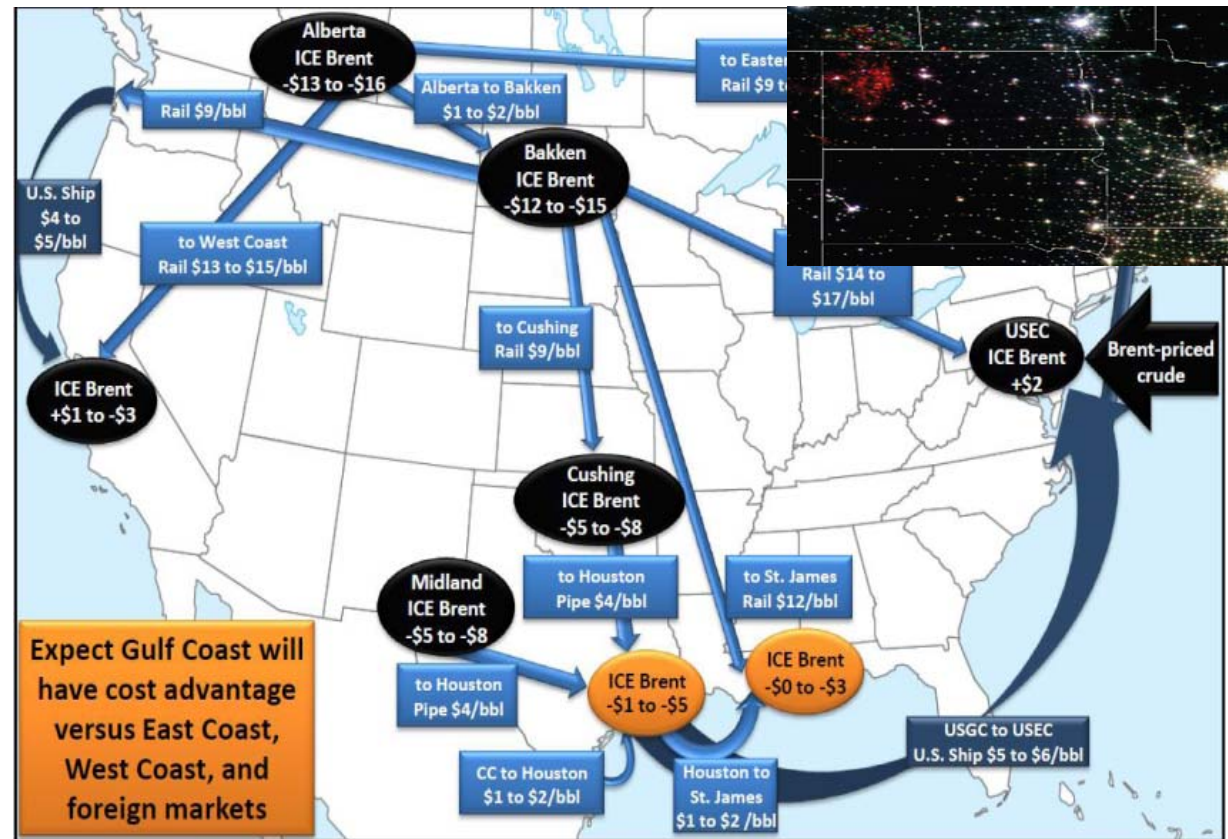 Alberta
ICE Brent
-$13 to -$16
to Easte
Rail $9 to
Rail $9/bbl
Alberta to Bakken
$1 to $2/bbl
Bakken
ICE Brent
-$12 to -$15
U.S. Ship
$4 to
$5/bbl
to West Coast
Rail $13 to $15/bbl
Rail $14 to
$17/bbl
to Cushing
Rail $9/bbl
USEC
ICE Brent
+$2
Brent-priced
crude
ICE Brent
+$1 to -$3
Cushing
ICE Brent
-$5 to -$8
Midland
ICE Brent
-$5 to -$8
to Houston
Pipe $4/bbl
to St. James
Rail $12/bbl
Expect Gulf Coast will
have cost advantage
versus East Coast,
West Coast, and
foreign markets
to Houston
Pipe $4/bbl
ICE Brent
-$1 to -$5
ICE Brent
-$0 to -$3
USGC to USEC
U.S. Ship $5 to $6/bbl
CC to Houston
$1 to $2/bbl
Houston to
St. James
$1 to $2 /bbl